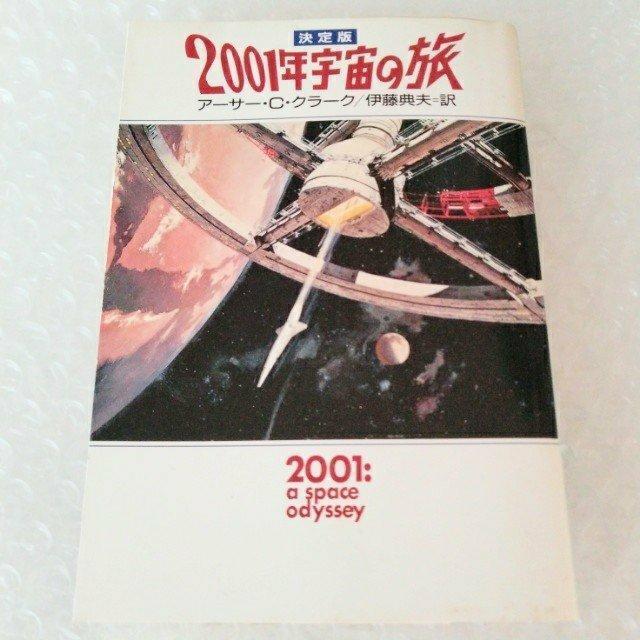 決定版
2001年宇宙の旅
アーサー・C・クラーク/伊藤典夫=訳
2001:
a space
odyssey